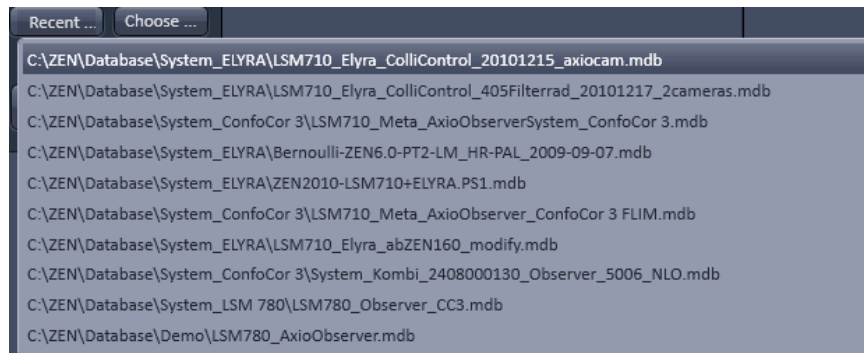 Recent ... Choose ...
C:\ZEN\Database\System_ELYRA\LSM710_Elyra_ColliControl_20101215_axiocam.mdb
C:\ZEN\Database\System_ELYRA\LSM710_Elyra_ColliControl_405Filterrad_20101217_2cameras.mdb
C:\ZEN\Database\System_ConfoCor 3\LSM710_Meta_AxioObserverSystem_ConfoCor 3.mdb
C:\ZEN\Database\System_ELYRA\Bernoulli-ZEN6.0-PT2-LM_HR-PAL_2009-09-07.mdb
C:\ZEN\Database\System_ELYRA\ZEN2010-LSM710+ELYRA.PS1.mdb
C:\ZEN\Database\System_ConfoCor 3\LSM710_Meta_AxioObserver_ConfoCor 3 FLIM.mdb
C:\ZEN\Database\System_ELYRA\LSM710_Elyra_abZEN160_modify.mdb
C:\ZEN\Database\System_ConfoCor 3\System_Kombi_2408000130_Observer_5006_NLO.mdb
C:\ZEN\Database\System_LSM 780\LSM780_Observer_CC3.mdb
C:\ZEN\Database\Demo\LSM780_AxioObserver.mdb